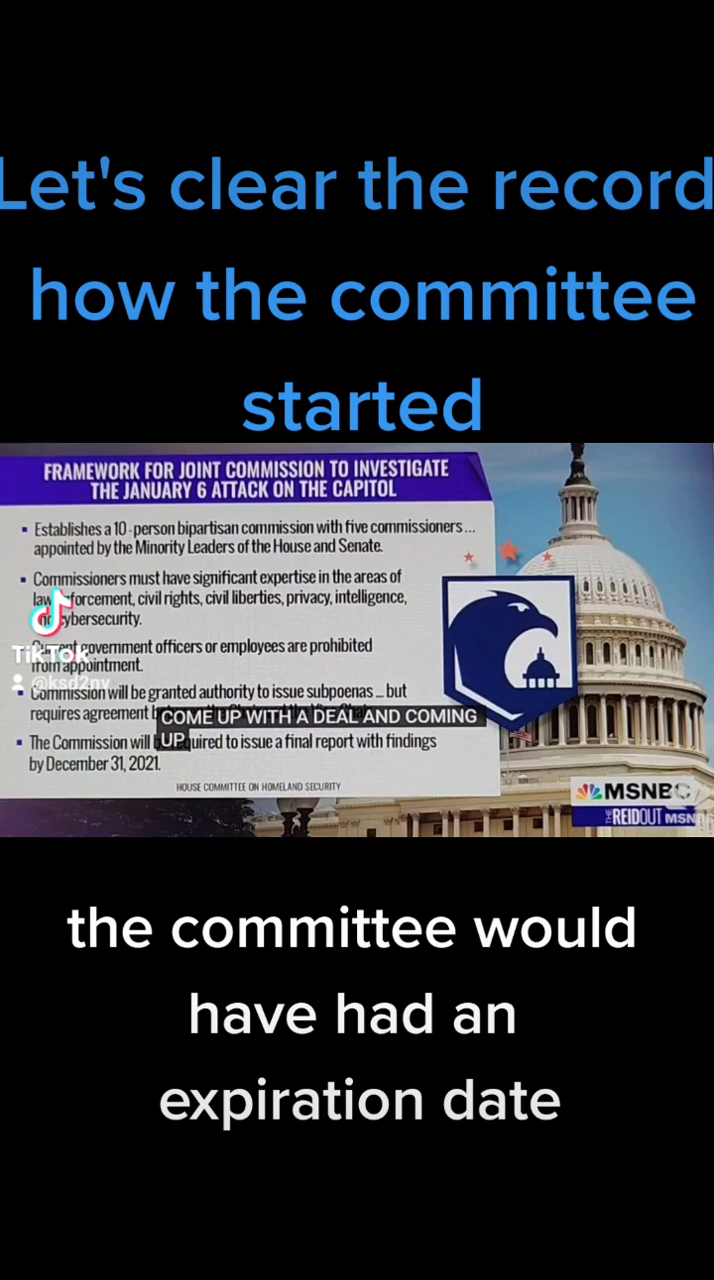 Let's clear the record
how the committee
started
FRAMEWORK FOR JOINT COMMISSION TO INVESTIGATE
THE JANUARY 6 ATTACK ON THE CAPITOL
▪ Establishes a 10-person bipartisan commission with five commissioners...
appointed by the Minority Leaders of the House and Senate.
▪ Commissioners must have significant expertise in the areas of
civil rights, civil liberties, privacy, intelligence,
cybersecurity.
government officers or employees are prohibited
from appointment.
TikTok
@ksd2ny
▪ Commission will be granted authority to issue subpoenas... but
requires agreement
COME UP WITH A DEAL AND COMING
UP
▪ The Commission will required to issue a final report with findings
by December 31, 2021.
HOUSE COMMITTEE ON HOMELAND SECURITY
MSNBC
THE REIDOUT MSNB
the committee would
have had an
expiration date